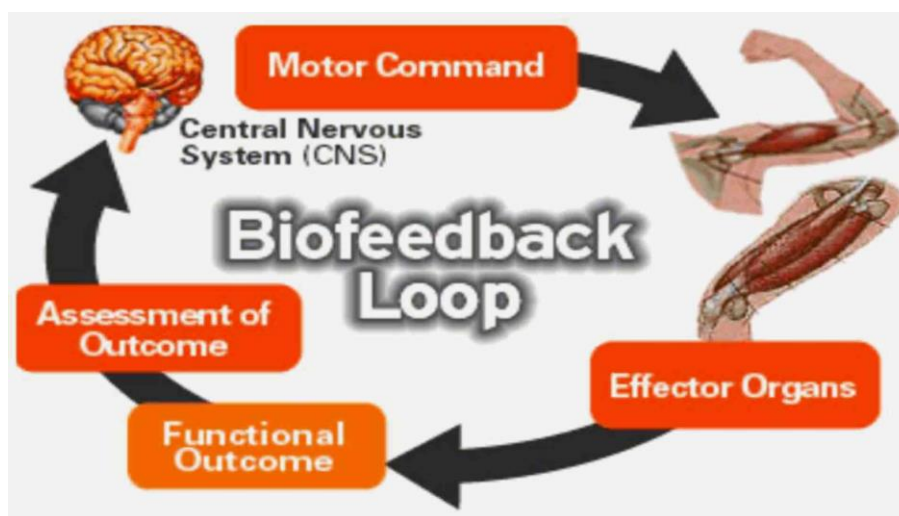 Motor Command
Central Nervous
System (CNS)
Biofeedback
Loop
Assessment of
Outcome
Effector Organs
Functional
Outcome